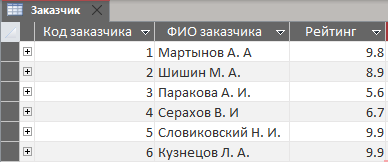 Заказчик
Код заказчика ФИО заказчика Рейтинг
1 Мартынов А. А 9.8
2 Шишин М. А. 8.9
3 Паракова А. И. 5.6
4 Серахов В. И 6.7
5 Словиковский Н. И. 9.9
6 Кузнецов Л. А. 9.9